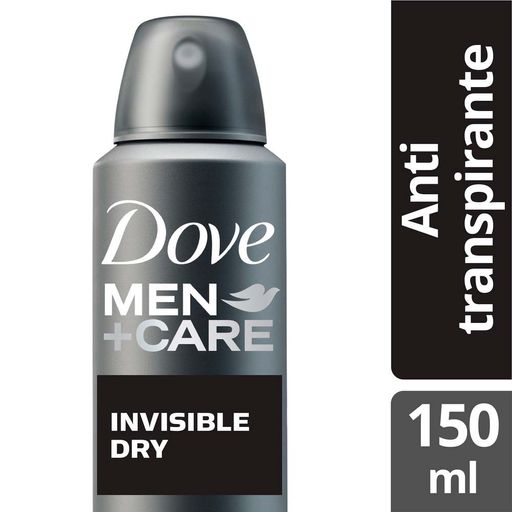 Dove
MEN
+CARE
INVISIBLE
DRY
Anti
transpirante
150
ml